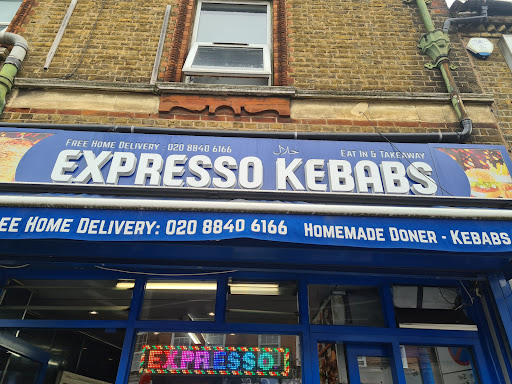 FREE HOME DELIVERY - 020 8840 6166 حلال EAT IN & TAKEAWAY
EXPRESSO KEBABS
EE HOME DELIVERY: 020 8840 6166 HOMEMADE DONER - KEBABS
EXPRESSO